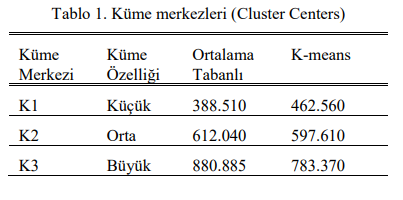 Tablo 1. Küme merkezleri (Cluster Centers)
Küme Merkezi Küme Özelliği Ortalama Tabanlı K-means
K1 Küçük 388.510 462.560
K2 Orta 612.040 597.610
K3 Büyük 880.885 783.370